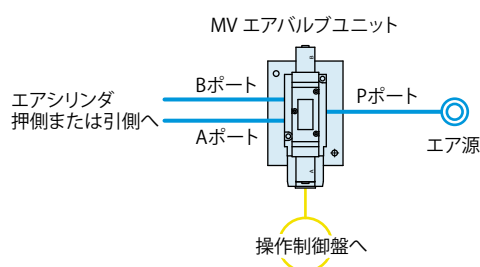 MV エアバルブユニット
Bポート
エアシリンダ
押側または引側へ
Aポート
Pポート
エア源
操作制御盤へ